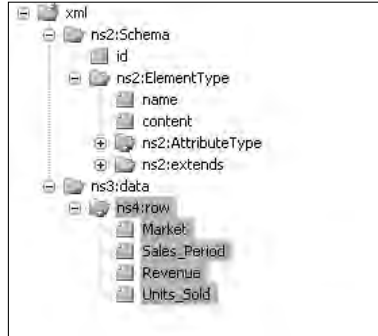 xml
ns2:Schema
id
ns2:ElementType
name
content
ns2:AttributeType
ns2:extends
ns3:data
ns4:row
Market
Sales_Period
Revenue
Units_Sold